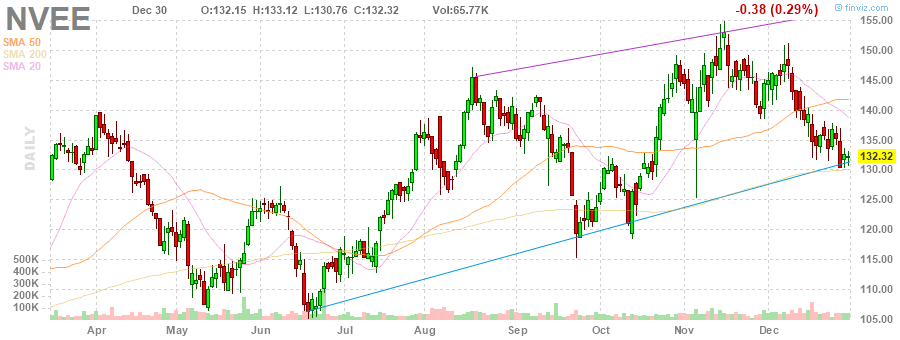 NVEE
Dec 30 O:132.15 H:133.12 L:130.76 C:132.32 Vol:65.77K
-0.38 (0.29%)
© finviz.com
SMA 50
SMA 200
SMA 20
DAILY
155.00
150.00
145.00
140.00
135.00
132.32
130.00
125.00
120.00
115.00
110.00
105.00
500K
400K
300K
200K
100K
Apr May Jun Jul Aug Sep Oct Nov Dec